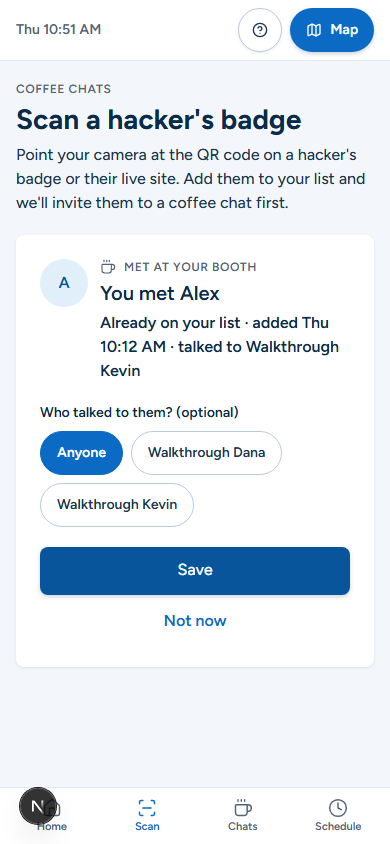 Thu 10:51 AM
Map
COFFEE CHATS
Scan a hacker's badge
Point your camera at the QR code on a hacker's
badge or their live site. Add them to your list and
we'll invite them to a coffee chat first.
A
MET AT YOUR BOOTH
You met Alex
Already on your list · added Thu
10:12 AM · talked to Walkthrough
Kevin
Who talked to them? (optional)
Anyone
Walkthrough Dana
Walkthrough Kevin
Save
Not now
N
Home
Scan
Chats
Schedule